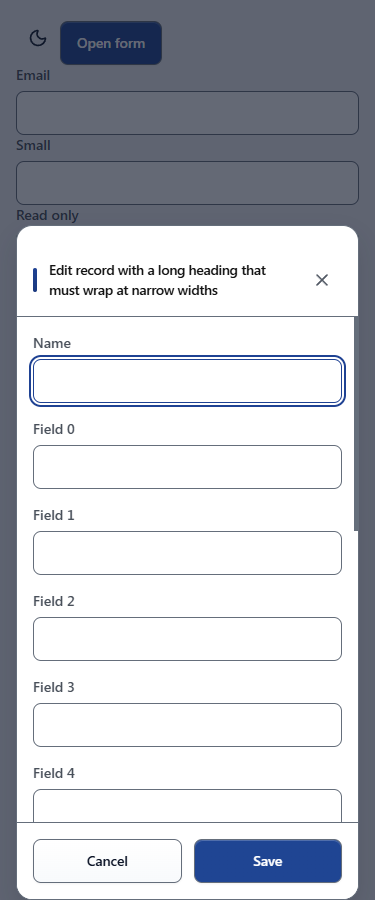 Open form
Email
Small
Read only
Edit record with a long heading that
must wrap at narrow widths
Name
Field 0
Field 1
Field 2
Field 3
Field 4
Cancel
Save